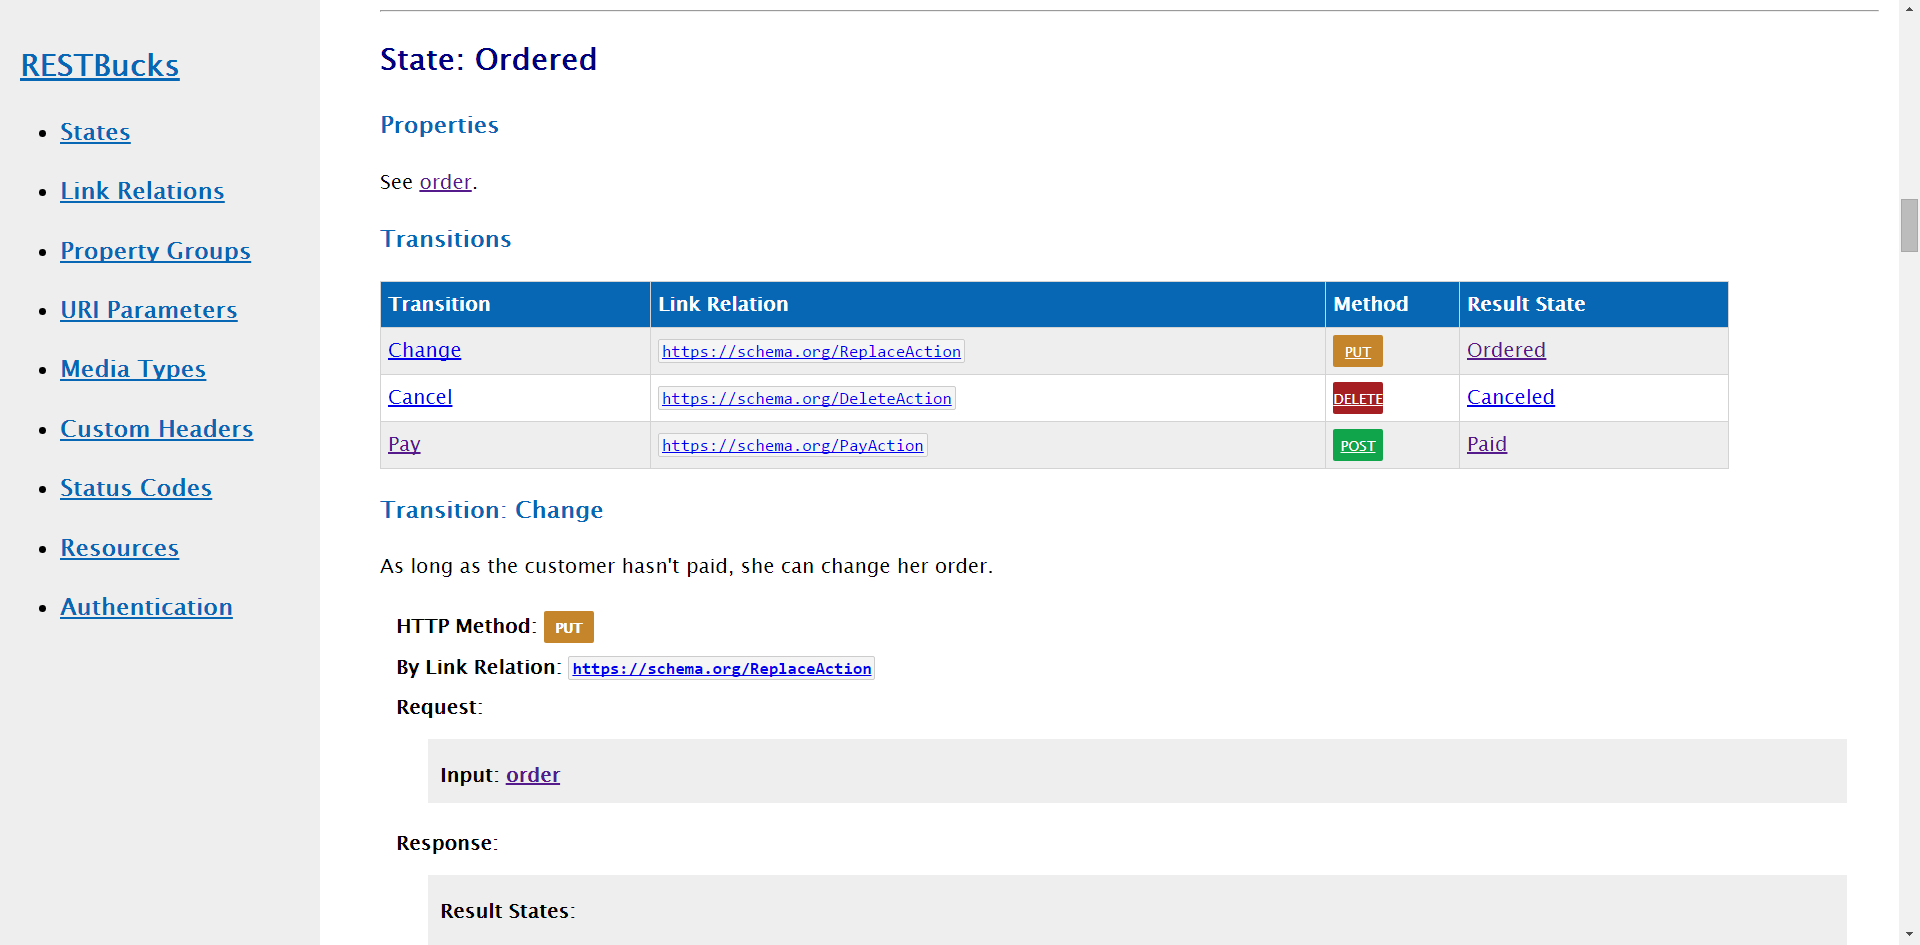 RESTBucks
States
Link Relations
Property Groups
URI Parameters
Media Types
Custom Headers
Status Codes
Resources
Authentication
State: Ordered
Properties
See order.
Transitions
Transition Link Relation Method Result State
Change https://schema.org/ReplaceAction PUT Ordered
Cancel https://schema.org/DeleteAction DELETE Canceled
Pay https://schema.org/PayAction POST Paid
Transition: Change
As long as the customer hasn't paid, she can change her order.
HTTP Method: PUT
By Link Relation: https://schema.org/ReplaceAction
Request:
Input: order
Response:
Result States: